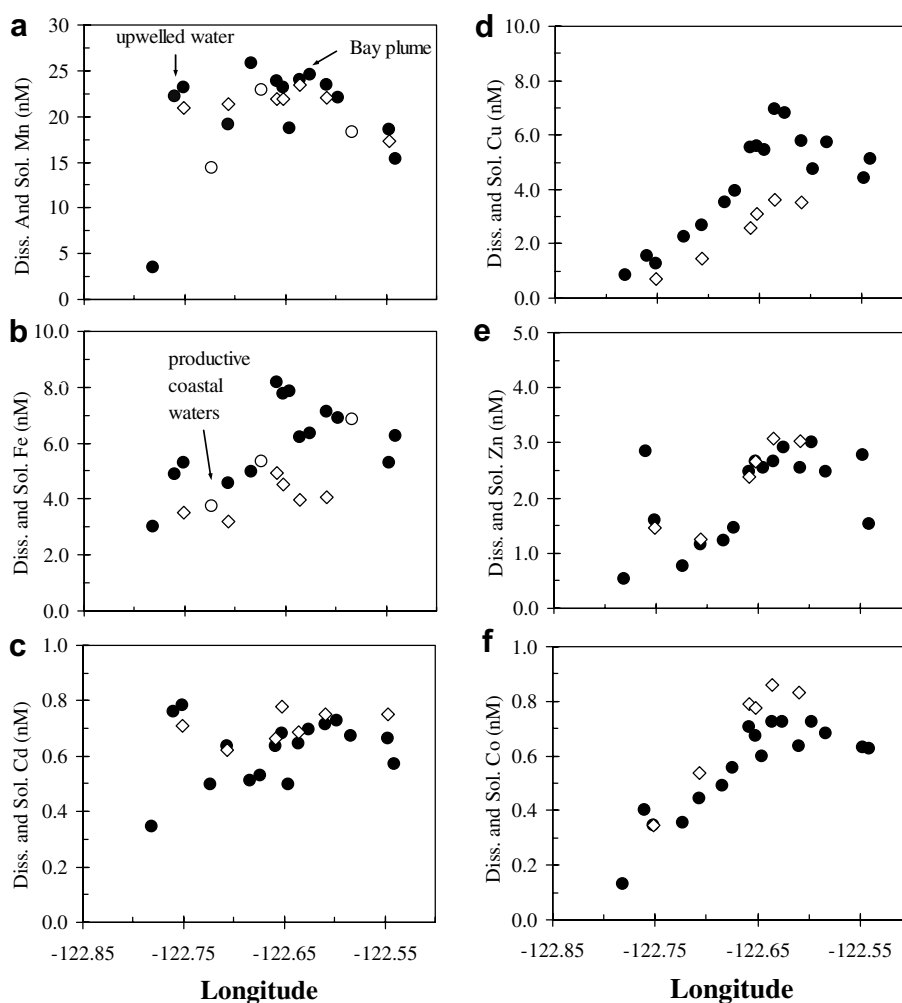 a
30
25
20
15
10
5
0
Diss. And Sol. Mn (nM)
upwelled water
Bay plume
b
10.0
8.0
6.0
4.0
2.0
0.0
Diss. and Sol. Fe (nM)
productive
coastal
waters
c
1.0
0.8
0.6
0.4
0.2
0.0
Diss. and Sol. Cd (nM)
-122.85
-122.75
-122.65
-122.55
Longitude
d
10.0
8.0
6.0
4.0
2.0
0.0
Diss. and Sol. Cu (nM)
e
5.0
4.0
3.0
2.0
1.0
0.0
Diss. and Sol. Zn (nM)
f
1.0
0.8
0.6
0.4
0.2
0.0
Diss. and Sol. Co (nM)
-122.85
-122.75
-122.65
-122.55
Longitude